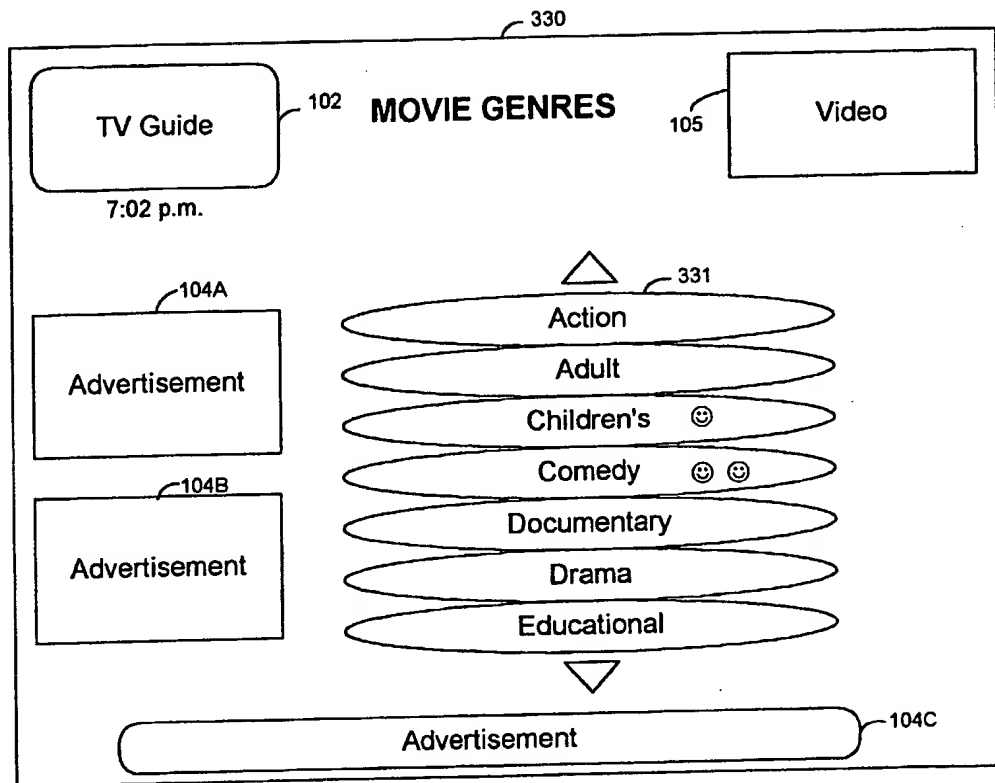 330
TV Guide
102
MOVIE GENRES
105
Video
7:02 p.m.
331
104A
Advertisement
104B
Advertisement
Action
Adult
Children's ☺
Comedy ☺ ☺
Documentary
Drama
Educational
Advertisement
104C